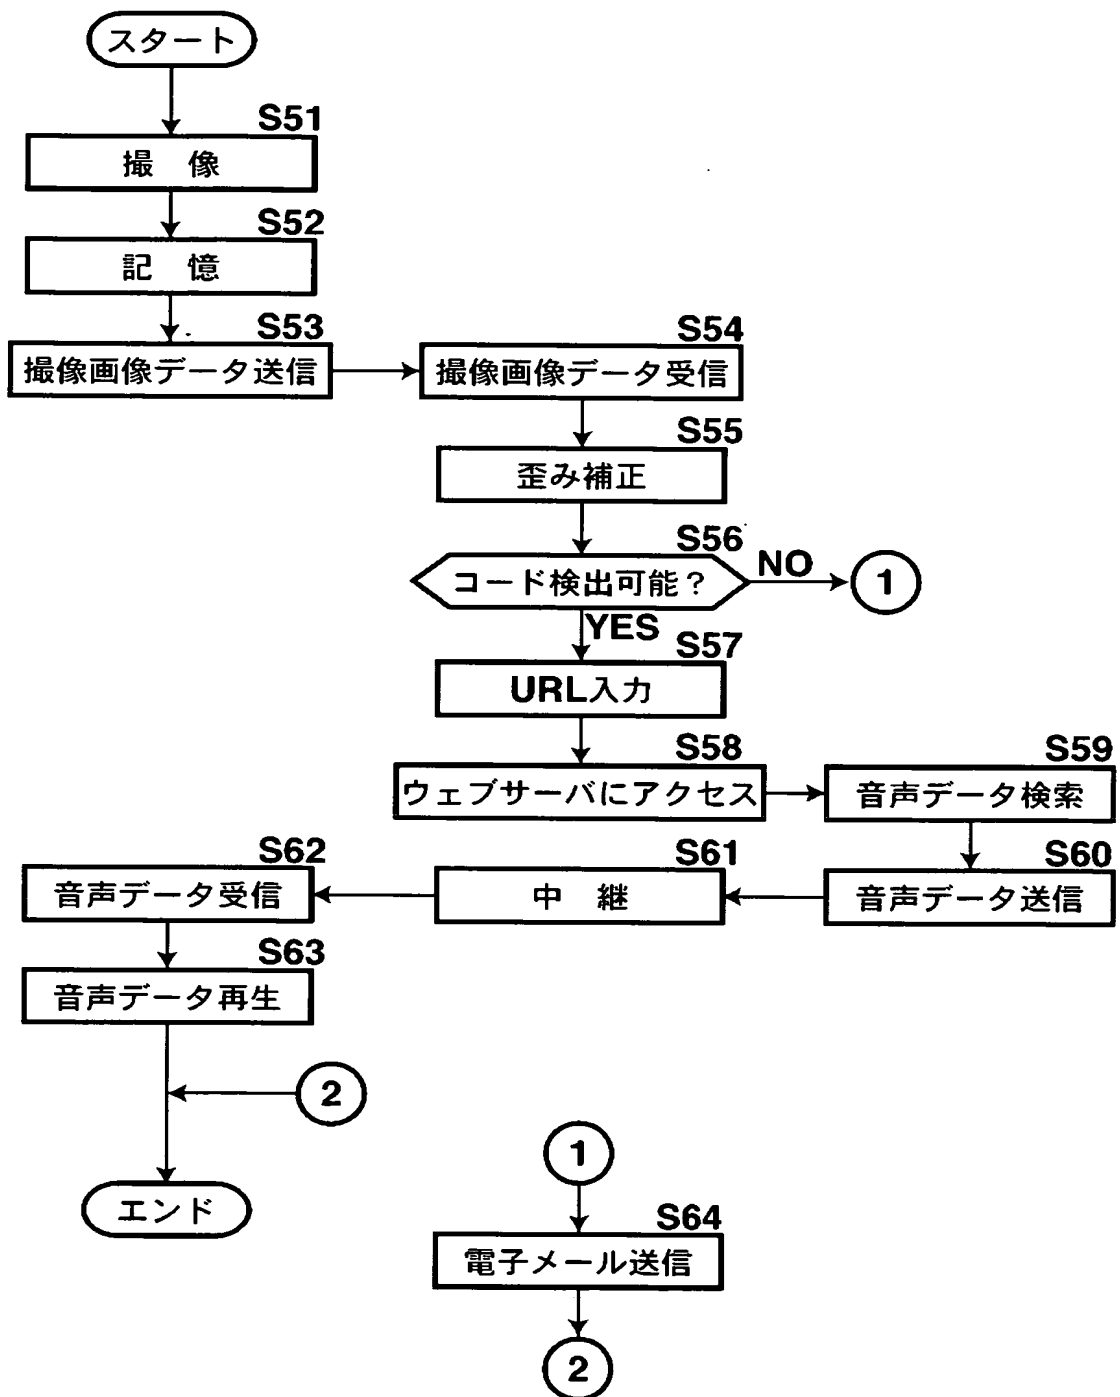 スタート
S51
撮 像
S52
記 憶
S53
撮像画像データ送信
S54
撮像画像データ受信
S55
歪み補正
S56
コード検出可能?
NO
1
YES
S57
URL入力
S58
ウェブサーバにアクセス
S59
音声データ検索
S60
音声データ送信
S61
中 継
S62
音声データ受信
S63
音声データ再生
2
エンド
1
S64
電子メール送信
2